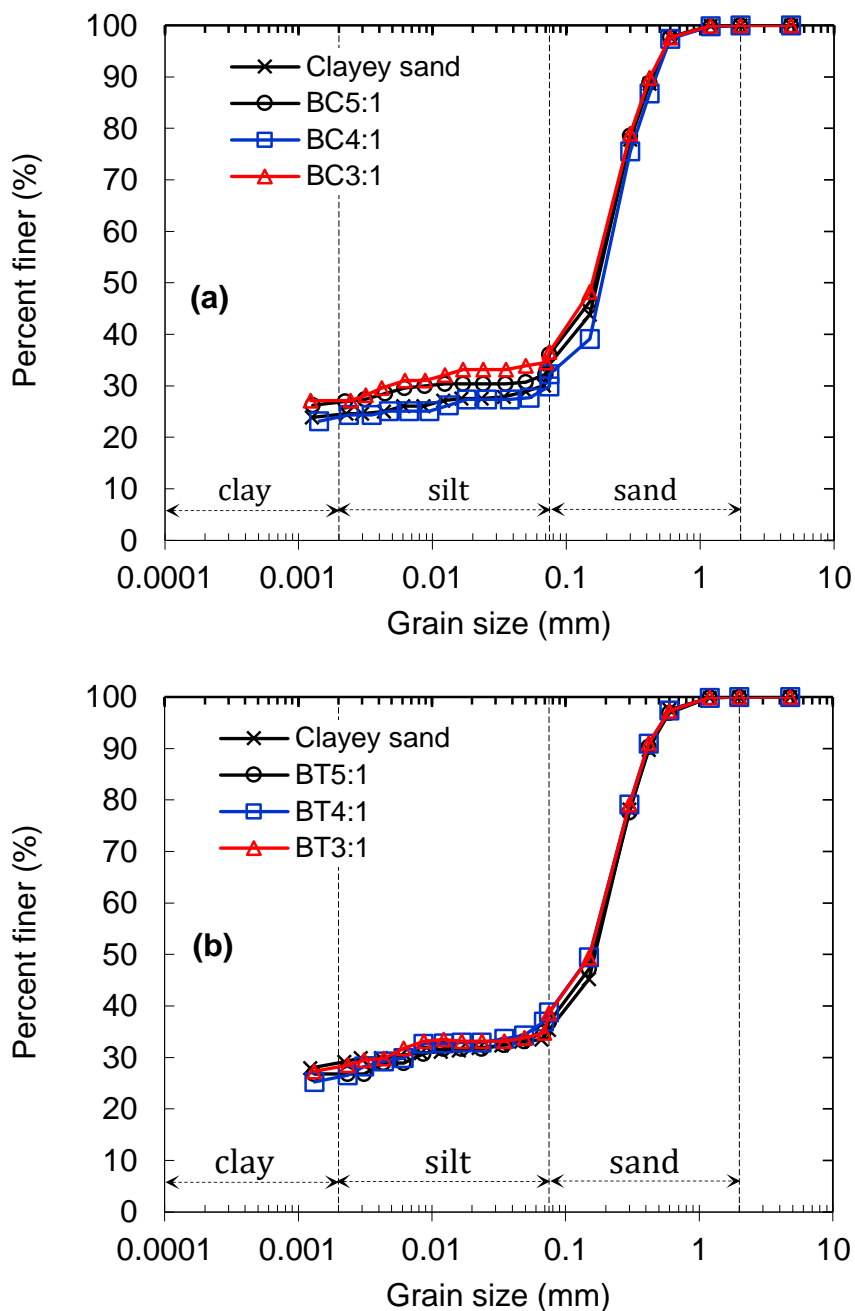 100
90
80
70
60
50
40
30
20
10
0
Percent finer (%)
Clayey sand
BC5:1
BC4:1
BC3:1
(a)
clay silt sand
0.0001 0.001 0.01 0.1 1 10
Grain size (mm)
100
90
80
70
60
50
40
30
20
10
0
Percent finer (%)
Clayey sand
BT5:1
BT4:1
BT3:1
(b)
clay silt sand
0.0001 0.001 0.01 0.1 1 10
Grain size (mm)